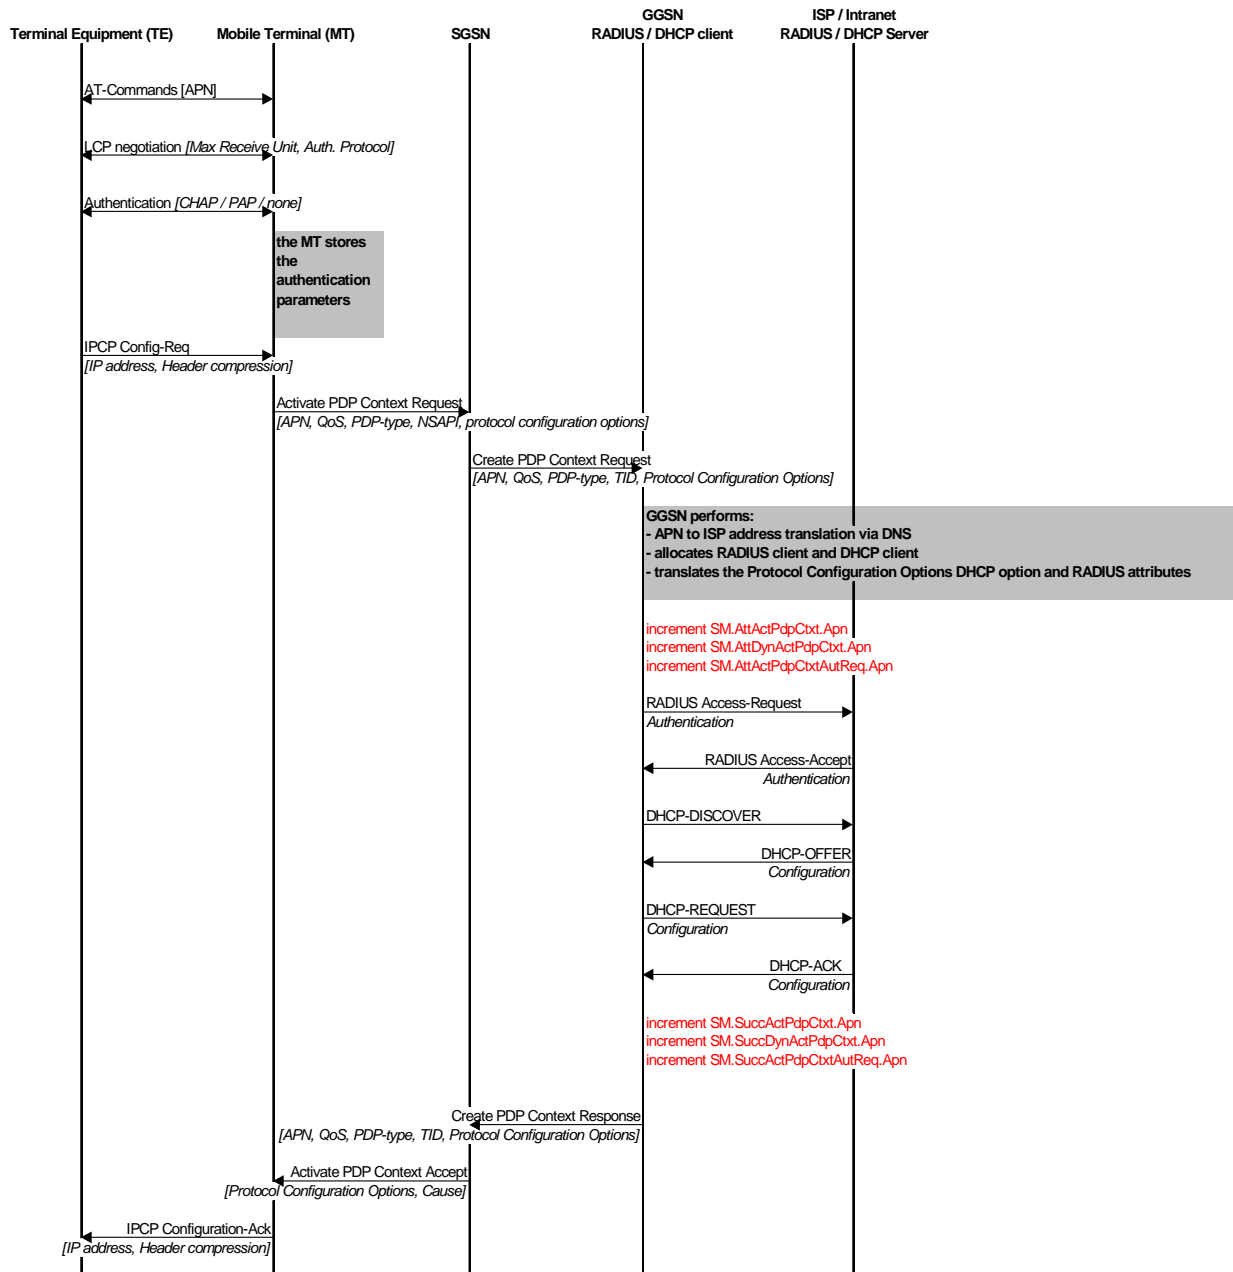 GGSN
ISP / Intranet
Terminal Equipment (TE)
Mobile Terminal (MT)
SGSN
RADIUS / DHCP client
RADIUS / DHCP Server
AT-Commands [APN]
LCP negotiation [Max Receive Unit, Auth. Protocol]
Authentication [CHAP / PAP / none]
the MT stores
the
authentication
parameters
IPCP Config-Req
[IP address, Header compression]
Activate PDP Context Request
[APN, QoS, PDP-type, NSAPI, protocol configuration options]
Create PDP Context Request
[APN, QoS, PDP-type, TID, Protocol Configuration Options]
GGSN performs:
- APN to ISP address translation via DNS
- allocates RADIUS client and DHCP client
- translates the Protocol Configuration Options DHCP option and RADIUS attributes
increment SM.AttActPdpCtxt.Apn
increment SM.AttDynActPdpCtxt.Apn
increment SM.AttActPdpCtxtAutReq.Apn
RADIUS Access-Request
Authentication
RADIUS Access-Accept
Authentication
DHCP-DISCOVER
DHCP-OFFER
Configuration
DHCP-REQUEST
Configuration
DHCP-ACK
Configuration
increment SM.SuccActPdpCtxt.Apn
increment SM.SuccDynActPdpCtxt.Apn
increment SM.SuccActPdpCtxtAutReq.Apn
Create PDP Context Response
[APN, QoS, PDP-type, TID, Protocol Configuration Options]
Activate PDP Context Accept
[Protocol Configuration Options, Cause]
IPCP Configuration-Ack
[IP address, Header compression]